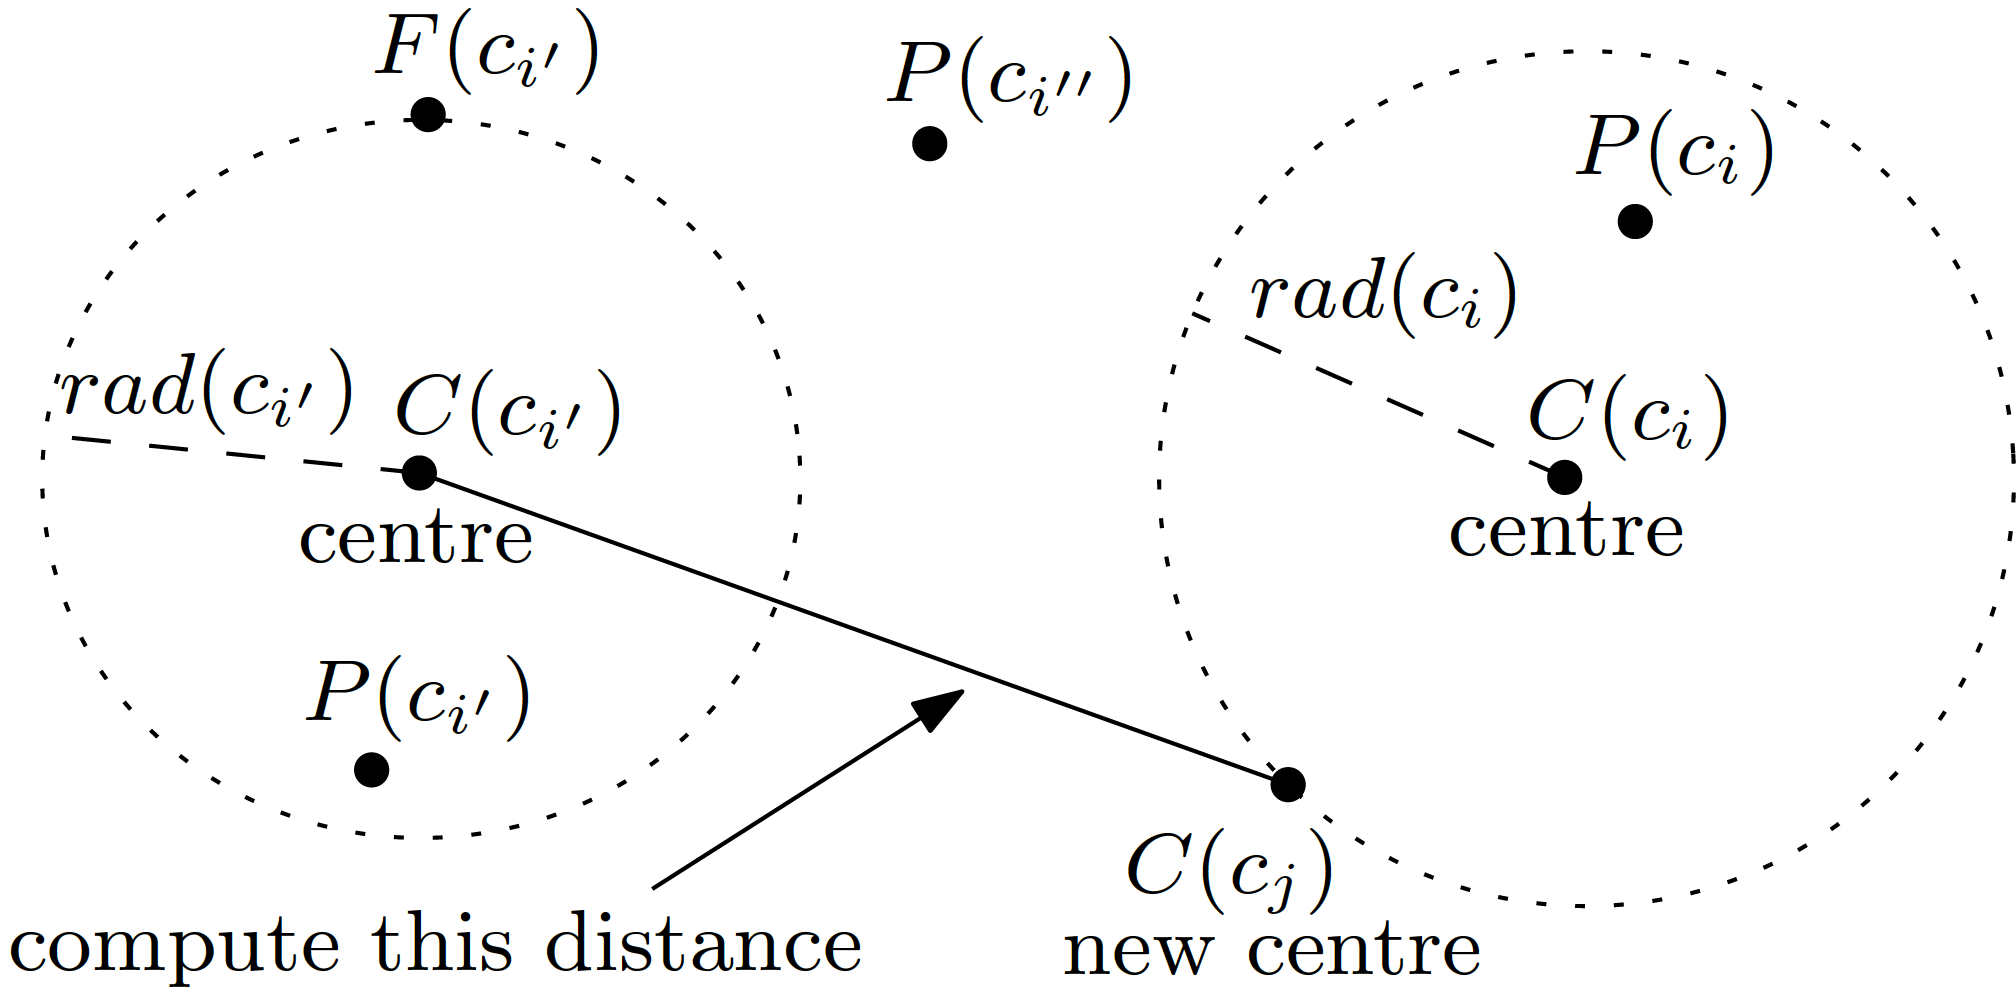 F(c_{i'})
P(c_{i''})
P(c_i)
rad(c_i)
rad(c_{i'})
C(c_{i'})
C(c_i)
centre
centre
P(c_{i'})
C(c_j)
new centre
compute this distance